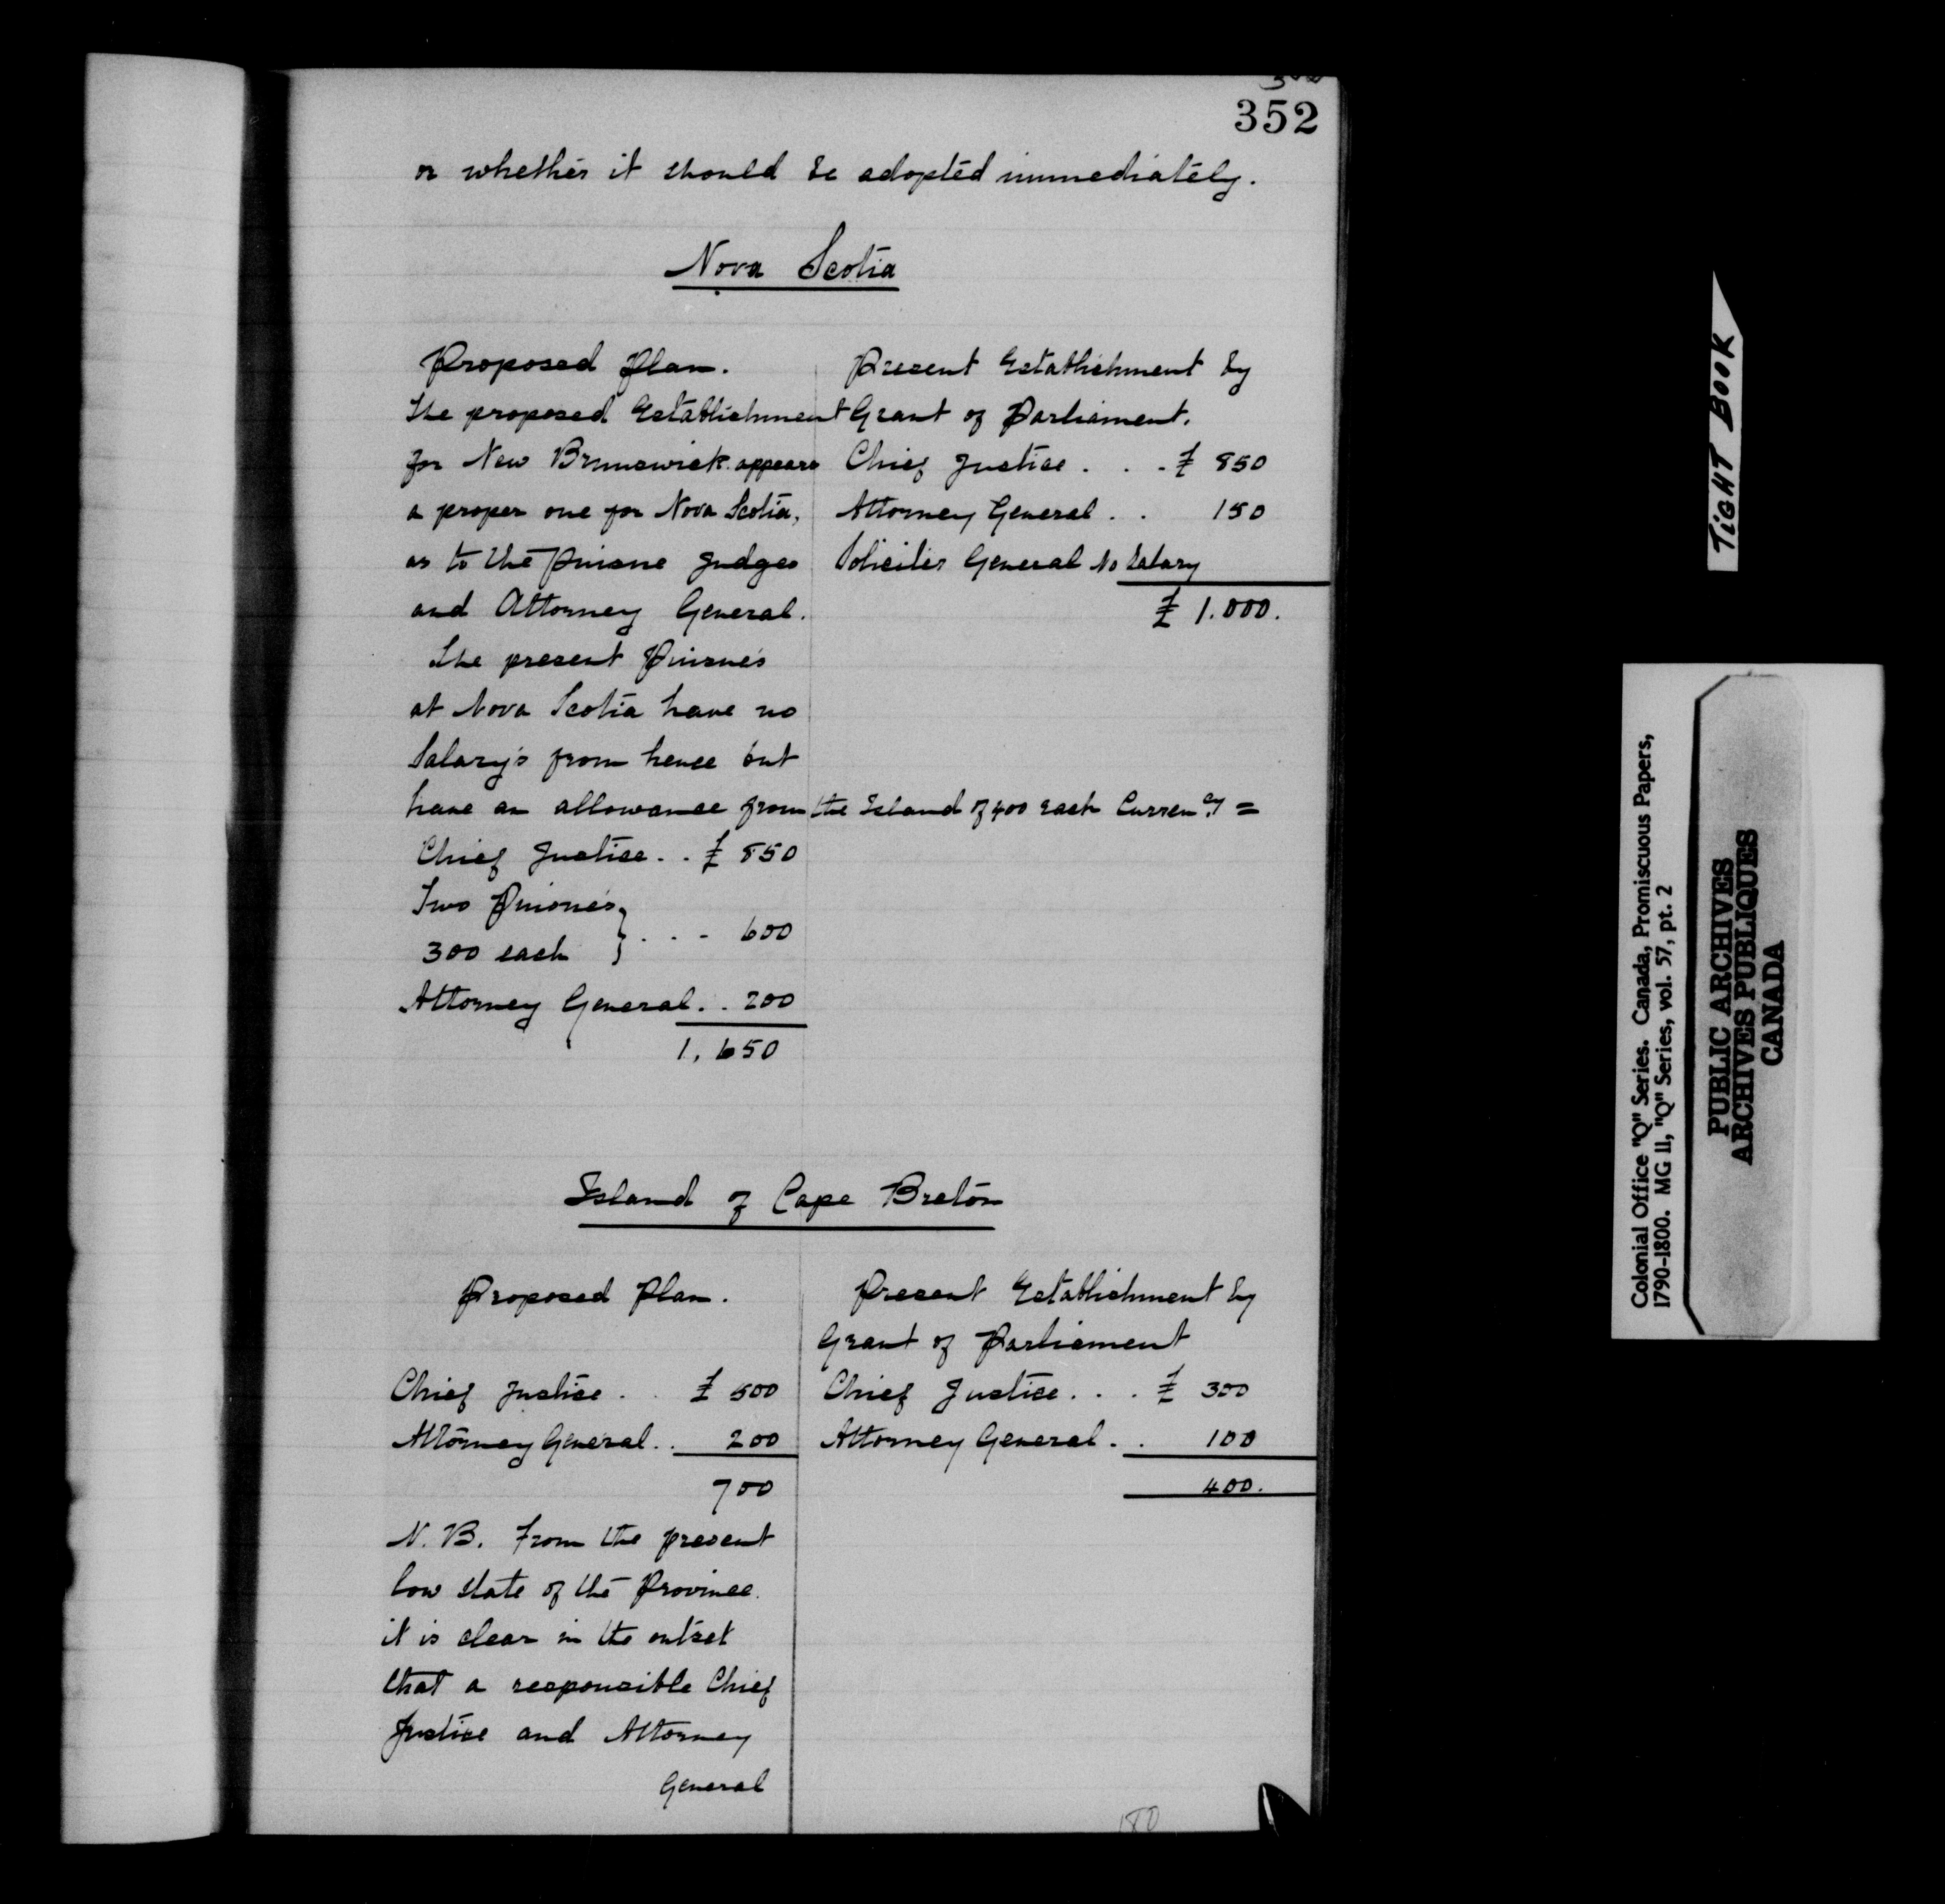 352
or whether it should be adopted immediately.
Nova Scotia
Proposed Plan.
The proposed Establishment
for New Brunswick appears
a proper one for Nova Scotia,
as to the Puisne Judges
and Attorney General.
The present Puisne's
at Nova Scotia have no
Salary's from hence but
have an allowance from the Island of 400 each Curren.cy =
Chief Justice . . £ 850
Two Puisne's }
300 each } . . - 600
Attorney General . . 200
1,650
Present Establishment by
Grant of Parliament.
Chief Justice . . - £ 850
Attorney General . . 150
Soliciter General No Salary
£ 1.000.
Island of Cape Breton
Proposed Plan.
Chief Justice . . £ 500
Attorney General . . 200
700
N. B. From the present
low state of the Province
it is clear in the outset
that a responsible Chief
Justice and Attorney
General
Present Establishment by
Grant of Parliament
Chief Justice . . . £ 300
Attorney General . . 100
400.
180
TIGHT BOOK
Colonial Office "Q" Series. Canada, Promiscuous Papers,
1790-1800. MG 11, "Q" Series, vol. 57, pt. 2
PUBLIC ARCHIVES
ARCHIVES PUBLIQUES
CANADA